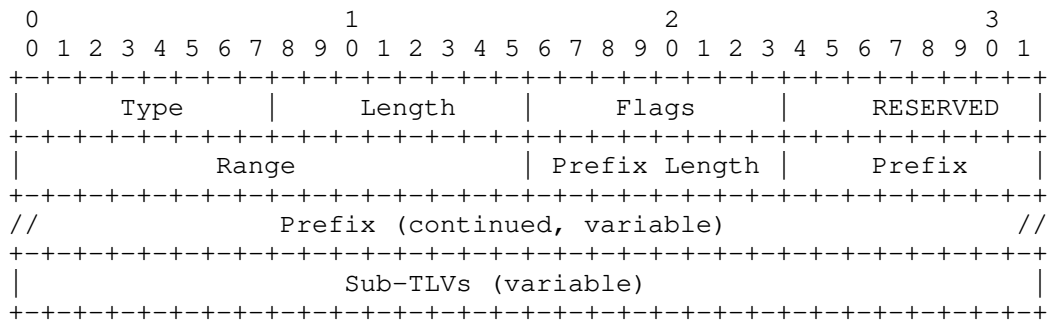 0                   1                   2                   3
 0 1 2 3 4 5 6 7 8 9 0 1 2 3 4 5 6 7 8 9 0 1 2 3 4 5 6 7 8 9 0 1
+-+-+-+-+-+-+-+-+-+-+-+-+-+-+-+-+-+-+-+-+-+-+-+-+-+-+-+-+-+-+-+-+
|      Type     |     Length    |     Flags     |    RESERVED   |
+-+-+-+-+-+-+-+-+-+-+-+-+-+-+-+-+-+-+-+-+-+-+-+-+-+-+-+-+-+-+-+-+
|            Range              | Prefix Length |    Prefix     |
+-+-+-+-+-+-+-+-+-+-+-+-+-+-+-+-+-+-+-+-+-+-+-+-+-+-+-+-+-+-+-+-+
//               Prefix (continued, variable)                  //
+-+-+-+-+-+-+-+-+-+-+-+-+-+-+-+-+-+-+-+-+-+-+-+-+-+-+-+-+-+-+-+-+
|                    Sub-TLVs (variable)                        |
+-+-+-+-+-+-+-+-+-+-+-+-+-+-+-+-+-+-+-+-+-+-+-+-+-+-+-+-+-+-+-+-+